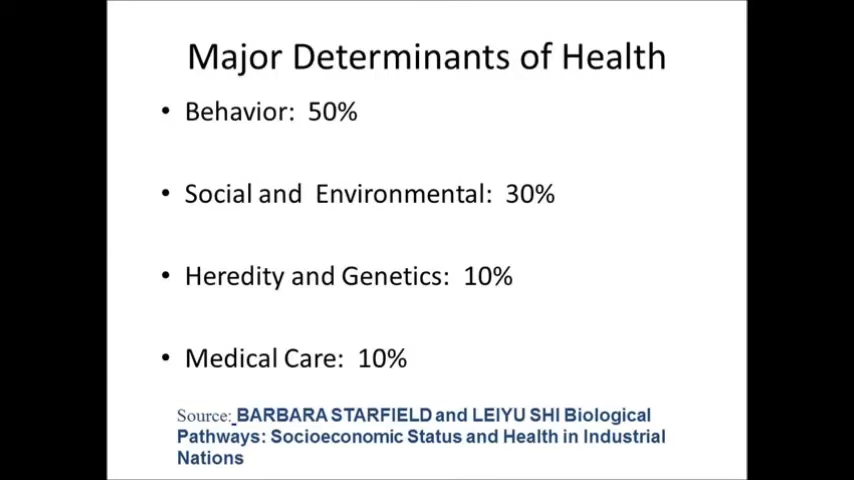 Major Determinants of Health
• Behavior: 50%
• Social and Environmental: 30%
• Heredity and Genetics: 10%
• Medical Care: 10%
Source: BARBARA STARFIELD and LEIYU SHI Biological
Pathways: Socioeconomic Status and Health in Industrial
Nations